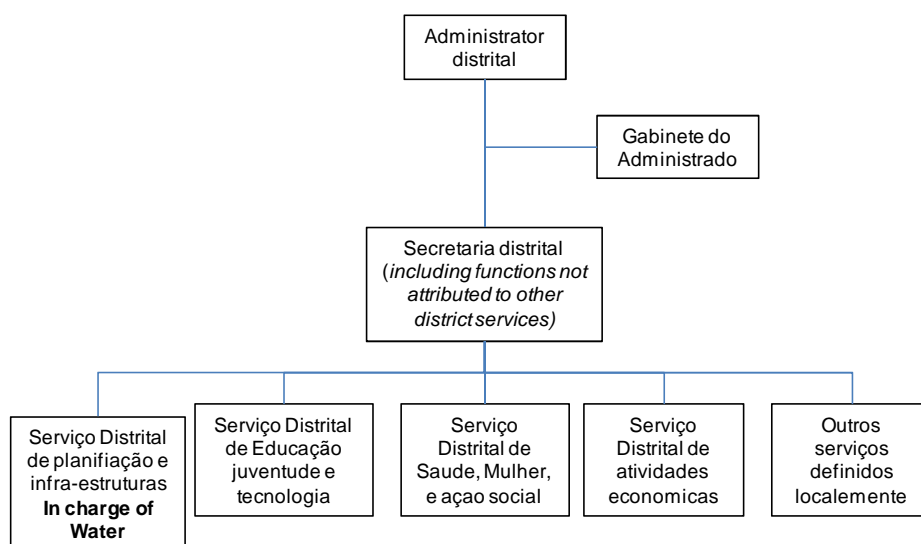 Administrator
distrital
Gabinete do
Administrado
Secretaria distrital
(including functions not
attributed to other
district services)
Serviço Distrital
de planifiação e
infra-estruturas
In charge of
Water
Serviço Distrital
de Educação
juventude e
tecnologia
Serviço
Distrital de
Saude, Mulher,
e açao social
Serviço
Distrital de
atividades
economicas
Outros
serviços
definidos
localemente